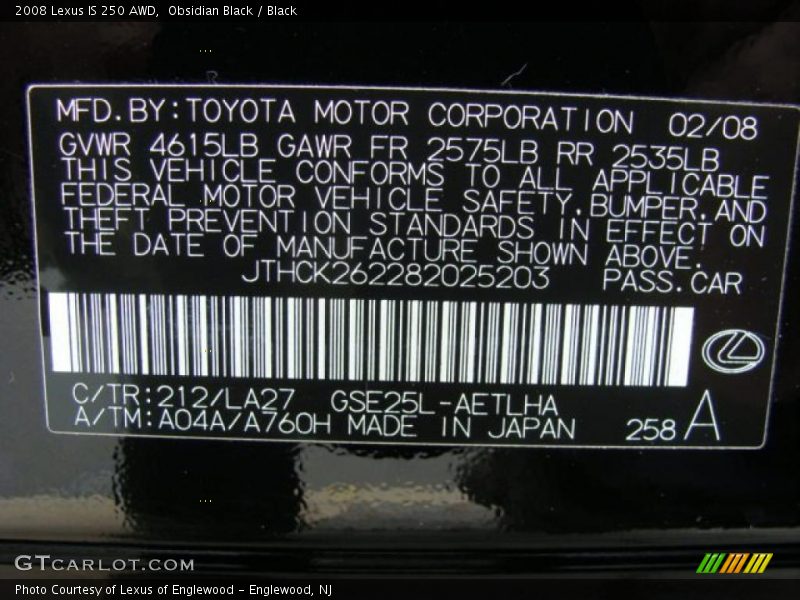 2008 Lexus IS 250 AWD,  Obsidian Black / Black
MFD.BY:TOYOTA MOTOR CORPORATION 02/08
GVWR 4615LB GAWR FR 2575LB RR 2535LB
THIS VEHICLE CONFORMS TO ALL APPLICABLE
FEDERAL MOTOR VEHICLE SAFETY,BUMPER,AND
THEFT PREVENTION STANDARDS IN EFFECT ON
THE DATE OF MANUFACTURE SHOWN ABOVE.
JTHCK262282025203 PASS.CAR
C/TR:212/LA27 GSE25L-AETLHA
A/TM:A04A/A760H MADE IN JAPAN 258 A
GTCARLOT.COM
Photo Courtesy of Lexus of Englewood - Englewood, NJ